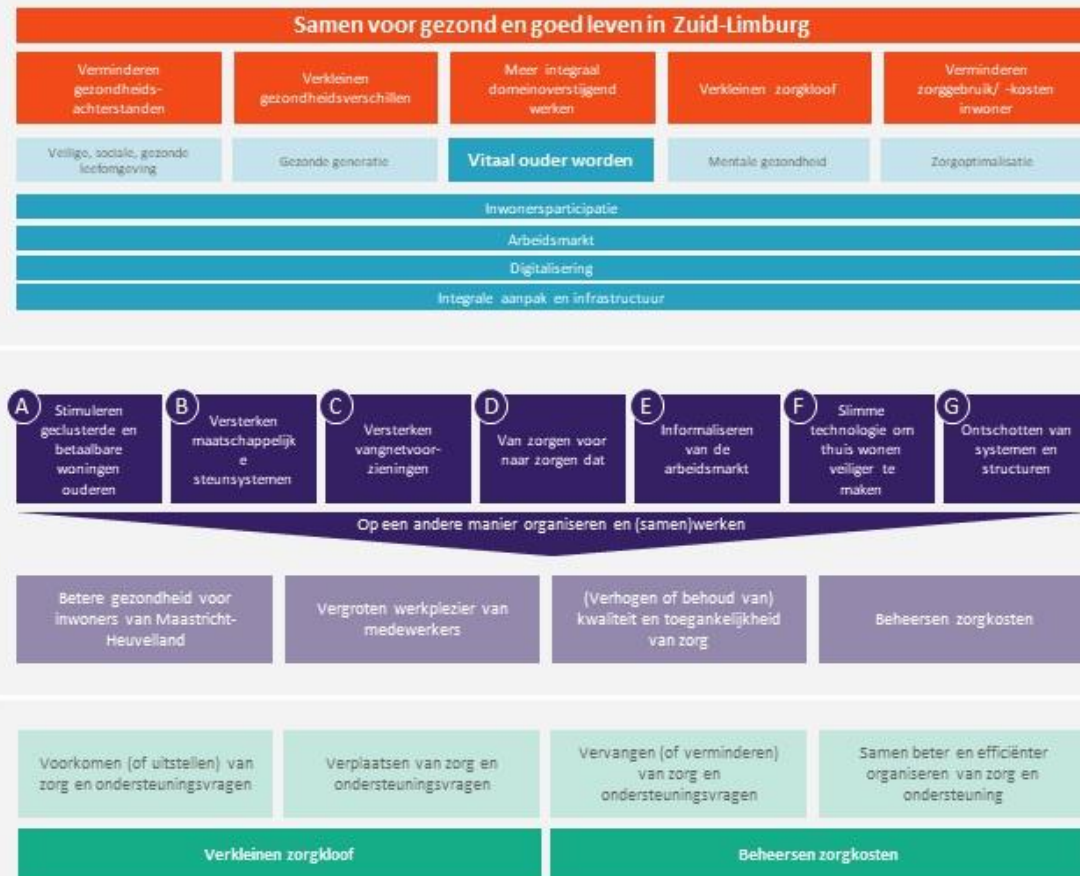 Samen voor gezond en goed leven in Zuid-Limburg
Verminderen
gezondheids-
achterstanden
Verkleinen
gezondheidsverschillen
Meer integraal
domeinoverstijgend
werken
Verkleinen zorgkloof
Verminderen
zorggebruik/ -kosten
inwoner
Veilige, sociale, gezonde
leefomgeving
Gezonde generatie
Vitaal ouder worden
Mentale gezondheid
Zorgoptimalisatie
Inwonersparticipatie
Arbeidsmarkt
Digitalisering
Integrale aanpak en infrastructuur
A
Stimuleren
geclusterde en
betaalbare
woningen
ouderen
B
Versterken
maatschappelijk
e
steunsystemen
C
Versterken
vangnetvoor-
zieningen
D
Van zorgen voor
naar zorgen dat
E
Informaliseren
van de
arbeidsmarkt
F
Slimme
technologie om
thuis wonen
veiliger te
maken
G
Ontschotten van
systemen en
structuren
Op een andere manier organiseren en (samen)werken
Betere gezondheid voor
inwoners van Maastricht-
Heuvelland
Vergroten werkplezier van
medewerkers
(Verhogen of behoud van)
kwaliteit en toegankelijkheid
van zorg
Beheersen zorgkosten
Voorkomen (of uitstellen) van
zorg en ondersteuningsvragen
Verplaatsen van zorg en
ondersteuningsvragen
Vervangen (of verminderen)
van zorg en
ondersteuningsvragen
Samen beter en efficiënter
organiseren van zorg en
ondersteuning
Verkleinen zorgkloof
Beheersen zorgkosten